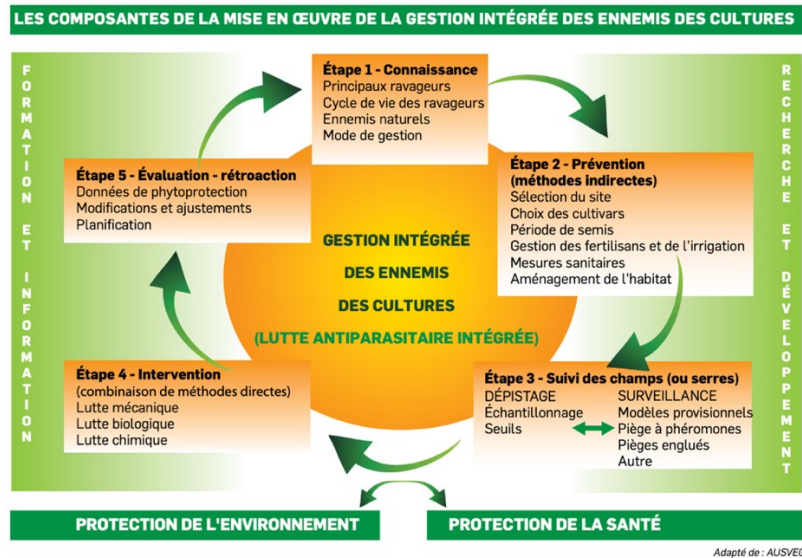 LES COMPOSANTES DE LA MISE EN ŒUVRE DE LA GESTION INTÉGRÉE DES ENNEMIS DES CULTURES
FORMATION ET INFORMATION
Étape 1 - Connaissance
Principaux ravageurs
Cycle de vie des ravageurs
Ennemis naturels
Mode de gestion
Étape 2 - Prévention
(méthodes indirectes)
Sélection du site
Choix des cultivars
Période de semis
Gestion des fertilisans et de l'irrigation
Mesures sanitaires
Aménagement de l'habitat
Étape 3 - Suivi des champs (ou serres)
DÉPISTAGE
Échantillonnage
Seuils
SURVEILLANCE
Modèles provisionnels
Piège à phéromones
Pièges englués
Autre
Étape 4 - Intervention
(combinaison de méthodes directes)
Lutte mécanique
Lutte biologique
Lutte chimique
Étape 5 - Évaluation - rétroaction
Données de phytoprotection
Modifications et ajustements
Planification
GESTION INTÉGRÉE
DES ENNEMIS
DES CULTURES
(LUTTE ANTIPARASITAIRE INTÉGRÉE)
RECHERCHE ET DÉVELOPPEMENT
PROTECTION DE L'ENVIRONNEMENT
PROTECTION DE LA SANTÉ
Adapté de : AUSVEG